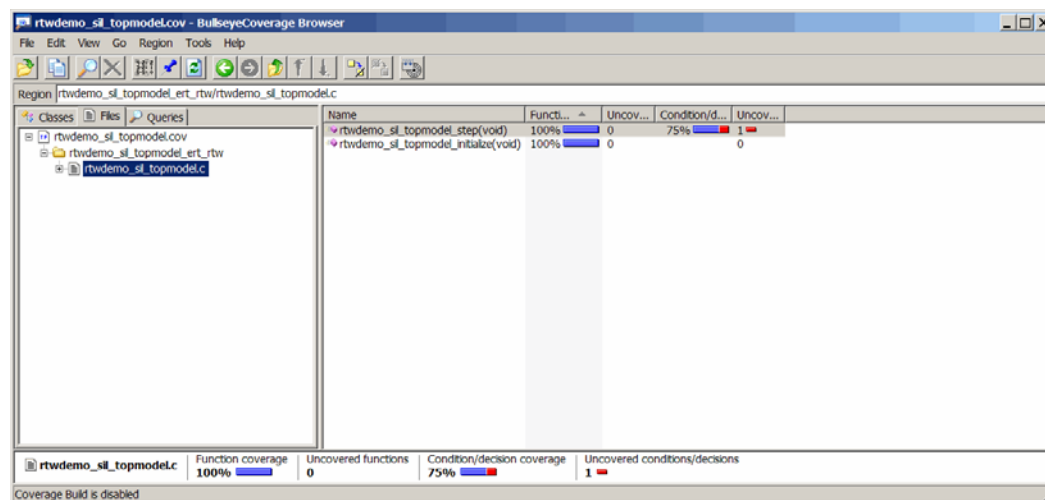 rtwdemo_sil_topmodel.cov - BullseyeCoverage Browser
File Edit View Go Region Tools Help
Region rtwdemo_sil_topmodel_ert_rtw/rtwdemo_sil_topmodel.c
Classes Files Queries
rtwdemo_sil_topmodel.cov
rtwdemo_sil_topmodel_ert_rtw
rtwdemo_sil_topmodel.c
Name Functi... Uncov... Condition/d... Uncov...
rtwdemo_sil_topmodel_step(void) 100% 0 75% 1
rtwdemo_sil_topmodel_initialize(void) 100% 0 0
rtwdemo_sil_topmodel.c
Function coverage Uncovered functions Condition/decision coverage Uncovered conditions/decisions
100% 0 75% 1
Coverage Build is disabled